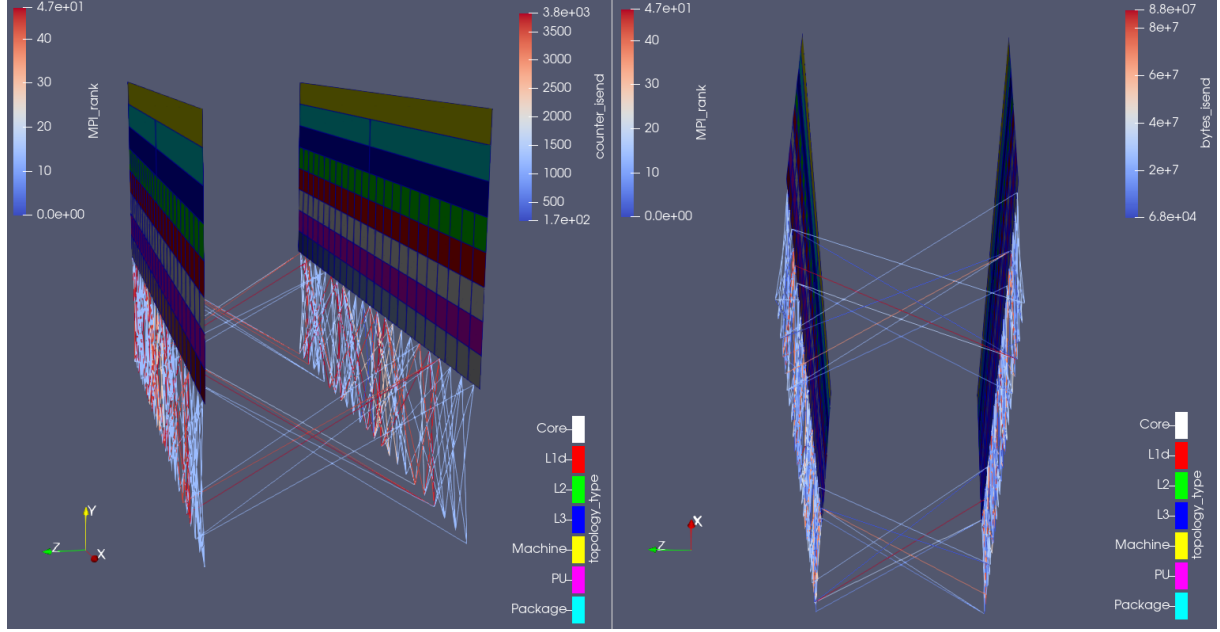 4.7e+01
40
30
20
10
0.0e+00
MPI_rank
3.8e+03
3500
3000
2500
2000
1500
1000
500
1.7e+02
counter_isend
Core
L1d
L2
L3
Machine
PU
Package
topology_type
Y
Z
X
4.7e+01
40
30
20
10
0.0e+00
MPI_rank
8.8e+07
8e+7
6e+7
4e+7
2e+7
6.8e+04
bytes_isend
Core
L1d
L2
L3
Machine
PU
Package
topology_type
X
Z